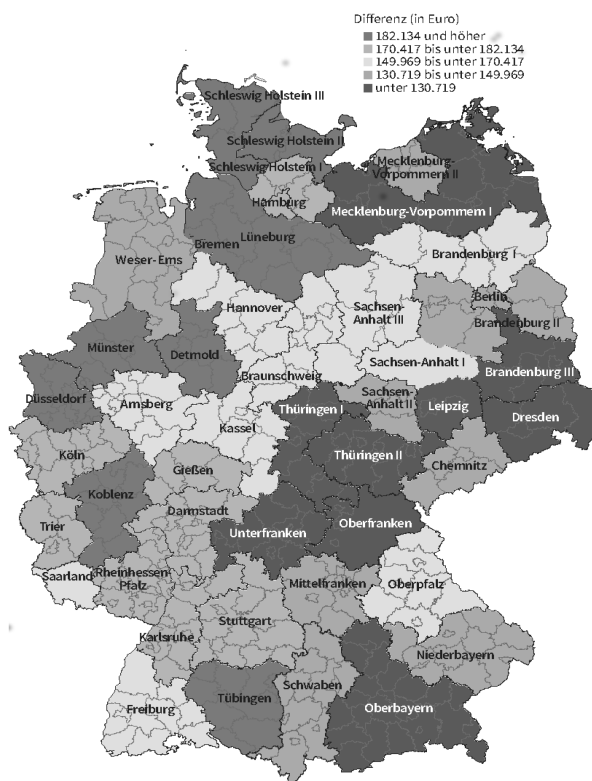 Differenz (in Euro)
182.134 und höher
170.417 bis unter 182.134
149.969 bis unter 170.417
130.719 bis unter 149.969
unter 130.719
Schleswig Holstein III
Schleswig Holstein II
Schleswig Holstein I
Mecklenburg-
Vorpommern II
Hamburg
Mecklenburg-Vorpommern I
Bremen
Lüneburg
Weser-Ems
Brandenburg I
Hannover
Sachsen-
Anhalt III
Berlin
Brandenburg II
Münster
Detmold
Braunschweig
Sachsen-Anhalt I
Brandenburg III
Düsseldorf
Arnsberg
Kassel
Thüringen I
Sachsen-
Anhalt II
Leipzig
Dresden
Köln
Gießen
Thüringen II
Chemnitz
Koblenz
Darmstadt
Trier
Unterfranken
Oberfranken
Saarland
Rheinhessen
Pfalz
Mittelfranken
Oberpfalz
Karlsruhe
Stuttgart
Niederbayern
Tübingen
Schwaben
Freiburg
Oberbayern